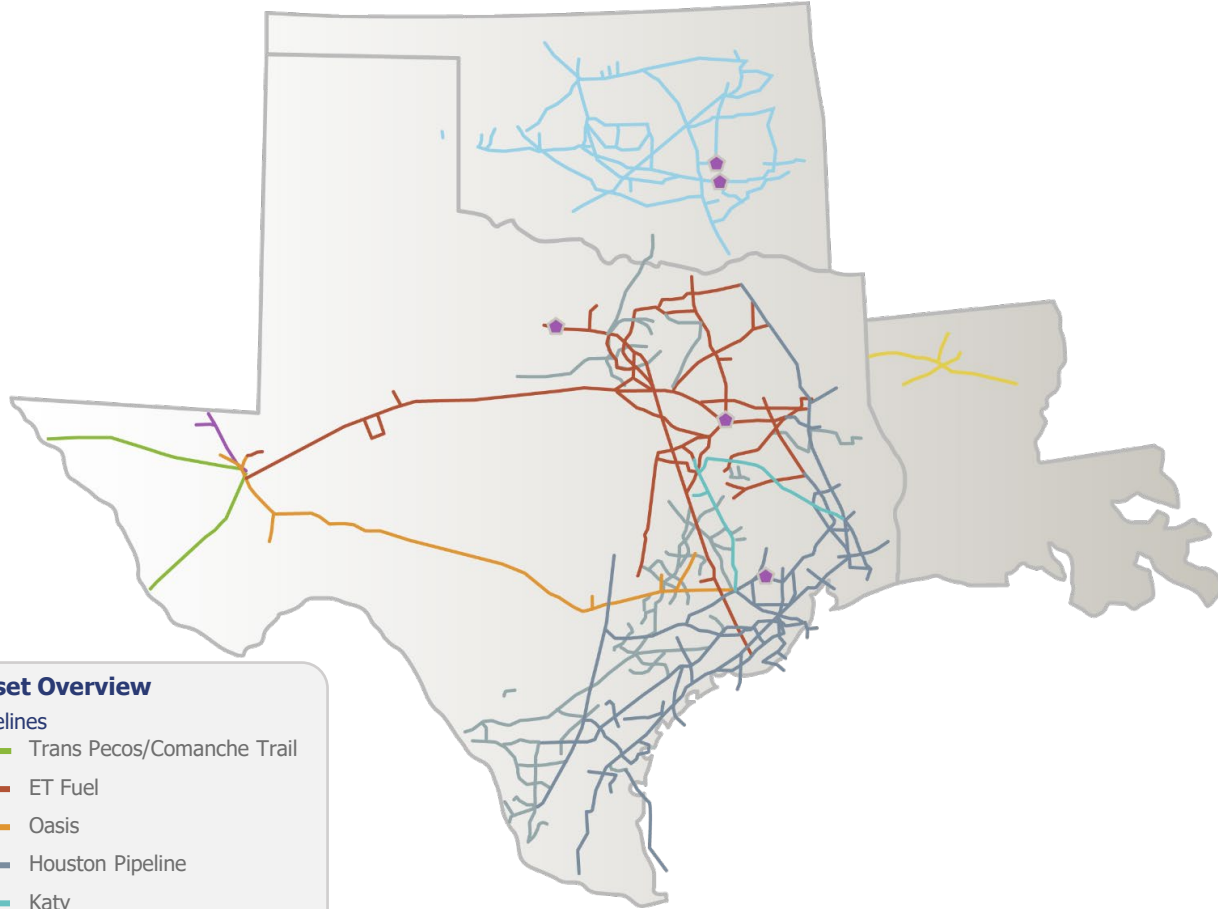 set Overview
elines
Trans Pecos/Comanche Trail
ET Fuel
Oasis
Houston Pipeline
Katy